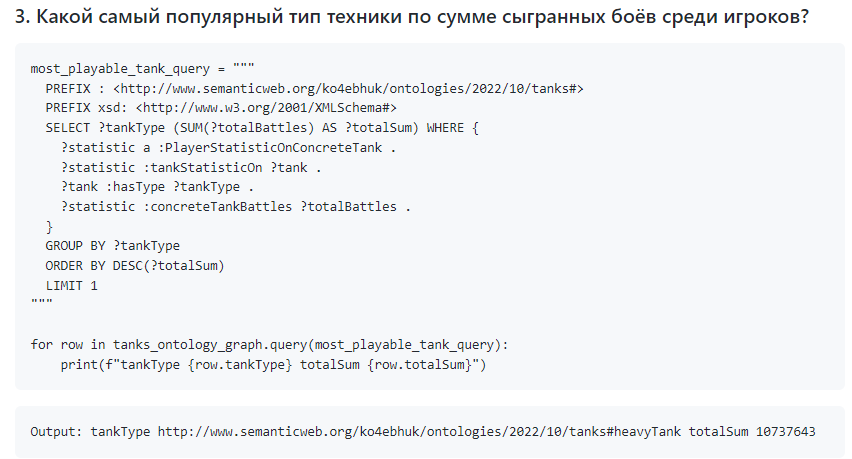 3. Какой самый популярный тип техники по сумме сыгранных боёв среди игроков?
most_playable_tank_query = """
  PREFIX : <http://www.semanticweb.org/ko4ebhuk/ontologies/2022/10/tanks#>
  PREFIX xsd: <http://www.w3.org/2001/XMLSchema#>
  SELECT ?tankType (SUM(?totalBattles) AS ?totalSum) WHERE {
    ?statistic a :PlayerStatisticOnConcreteTank .
    ?statistic :tankStatisticOn ?tank .
    ?tank :hasType ?tankType .
    ?statistic :concreteTankBattles ?totalBattles .
  }
  GROUP BY ?tankType
  ORDER BY DESC(?totalSum)
  LIMIT 1
"""
for row in tanks_ontology_graph.query(most_playable_tank_query):
    print(f"tankType {row.tankType} totalSum {row.totalSum}")
Output: tankType http://www.semanticweb.org/ko4ebhuk/ontologies/2022/10/tanks#heavyTank totalSum 10737643